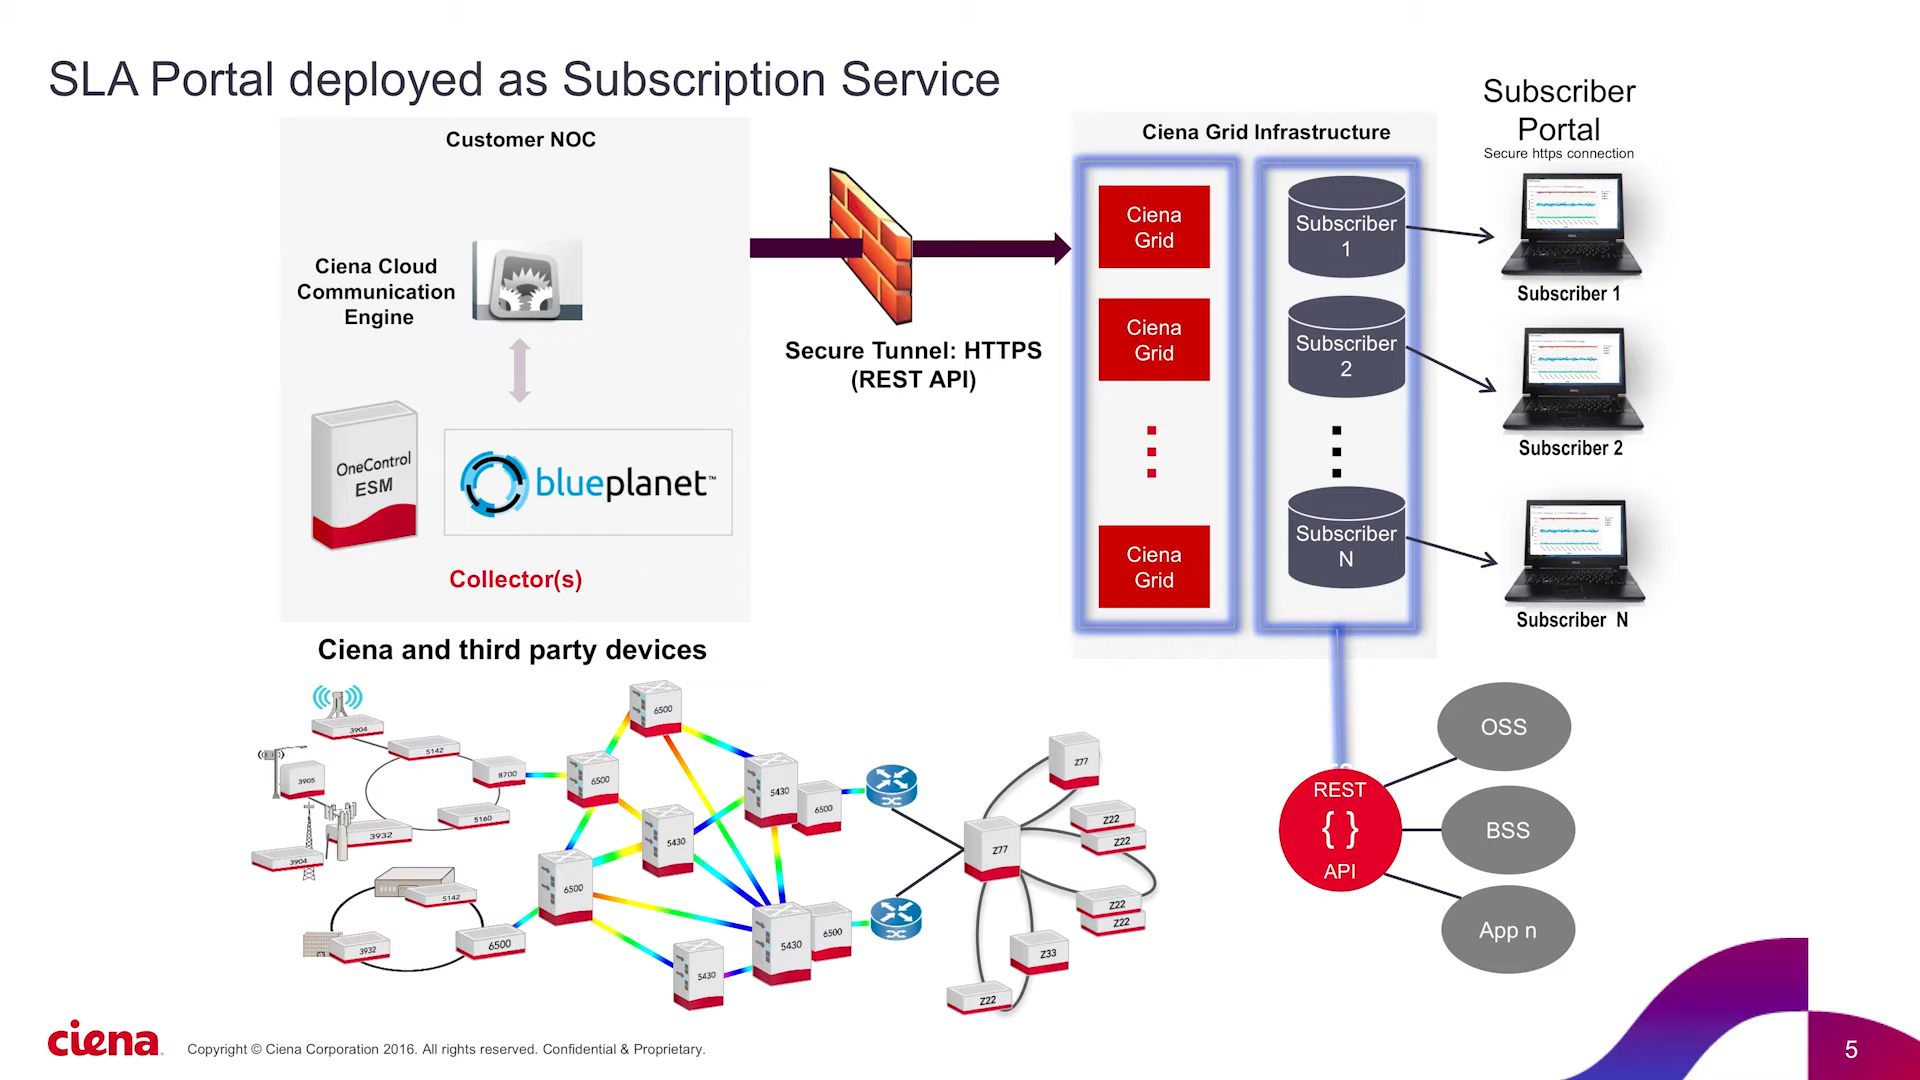 SLA Portal deployed as Subscription Service
Customer NOC
Ciena Cloud
Communication
Engine
OneControl
ESM
blueplanet™
Collector(s)
Secure Tunnel: HTTPS
(REST API)
Ciena Grid Infrastructure
Ciena
Grid
Ciena
Grid
Ciena
Grid
Subscriber
1
Subscriber
2
Subscriber
N
Subscriber
Portal
Secure https connection
Subscriber 1
Subscriber 2
Subscriber N
Ciena and third party devices
3904
5142
3905
8700
5160
3932
3904
5142
3932
6500
6500
6500
6500
5430
5430
6500
5430
5430
6500
Z77
Z77
Z22
Z22
Z22
Z22
Z33
Z22
REST
{ }
API
OSS
BSS
App n
ciena
Copyright © Ciena Corporation 2016. All rights reserved. Confidential & Proprietary.
5